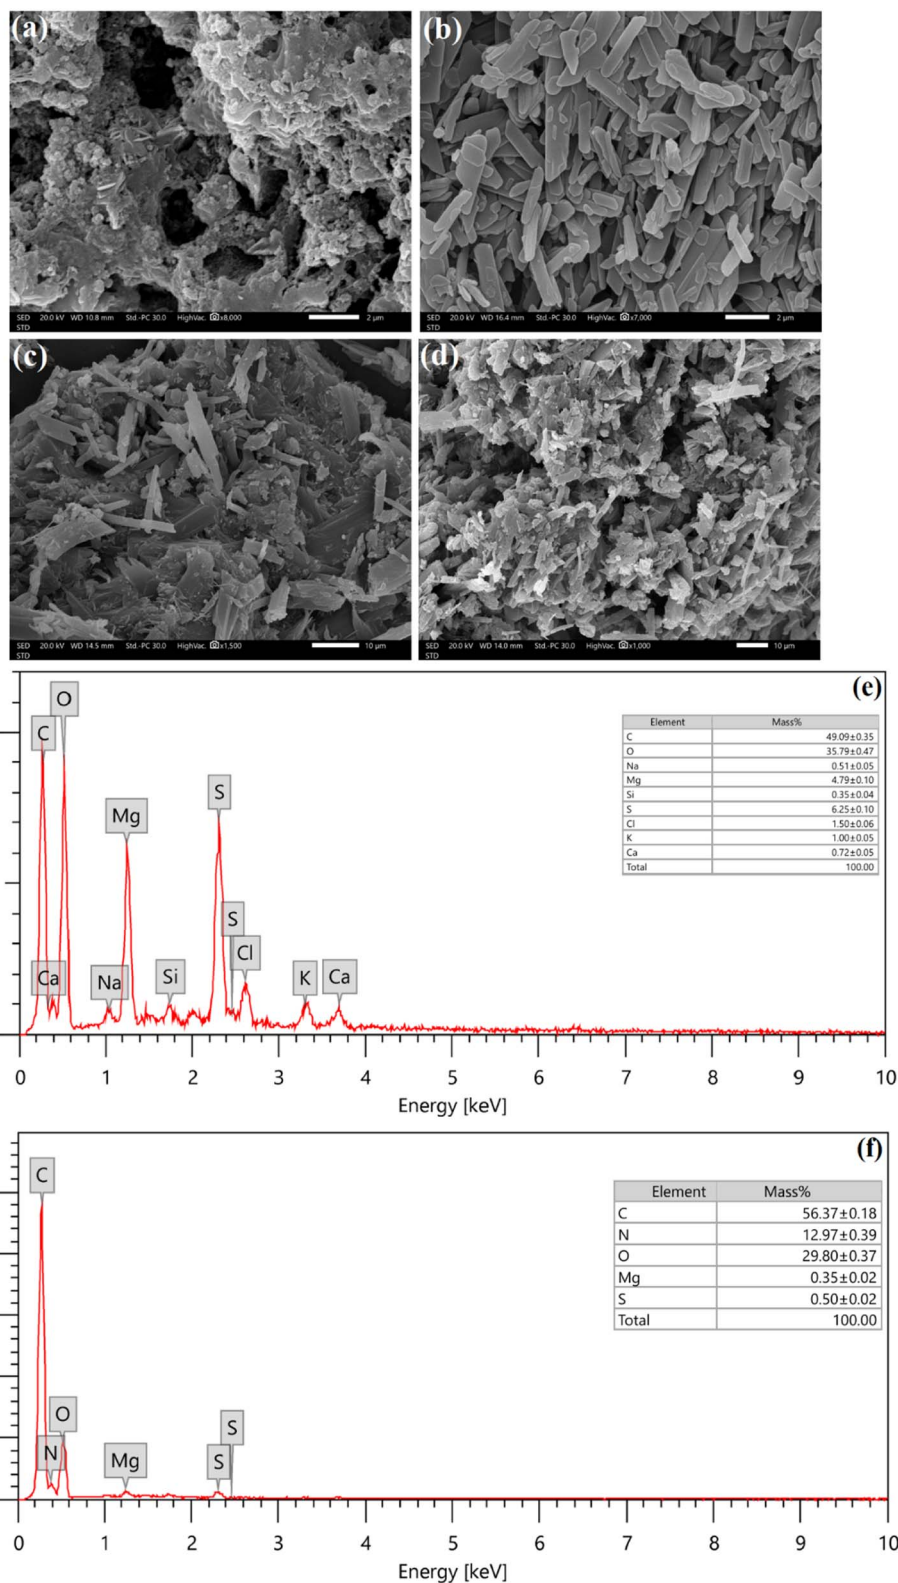 (a)
(b)
SED 20.0 kV WD 10.8 mm Std.-PC 30.0 HighVac. x8,000 2 µm
STD
SED 20.0 kV WD 16.4 mm Std.-PC 30.0 HighVac. x7,000 2 µm
STD
(c)
(d)
SED 20.0 kV WD 14.5 mm Std.-PC 30.0 HighVac. x1,500 10 µm
STD
SED 20.0 kV WD 14.0 mm Std.-PC 30.0 HighVac. x1,000 10 µm
STD
(e)
O
C
Element Mass%
C 49.09±0.35
O 35.79±0.47
Na 0.51±0.05
Mg 4.79±0.10
Si 0.35±0.04
S 6.25±0.10
Cl 1.50±0.06
K 1.00±0.05
Ca 0.72±0.05
Total 100.00
S
Mg
S
Cl
Ca
Na
Si
K
Ca
0 1 2 3 4 5 6 7 8 9 10
Energy [keV]
(f)
C
Element Mass%
C 56.37±0.18
N 12.97±0.39
O 29.80±0.37
Mg 0.35±0.02
S 0.50±0.02
Total 100.00
O
S
N
Mg
S
0 1 2 3 4 5 6 7 8 9 10
Energy [keV]